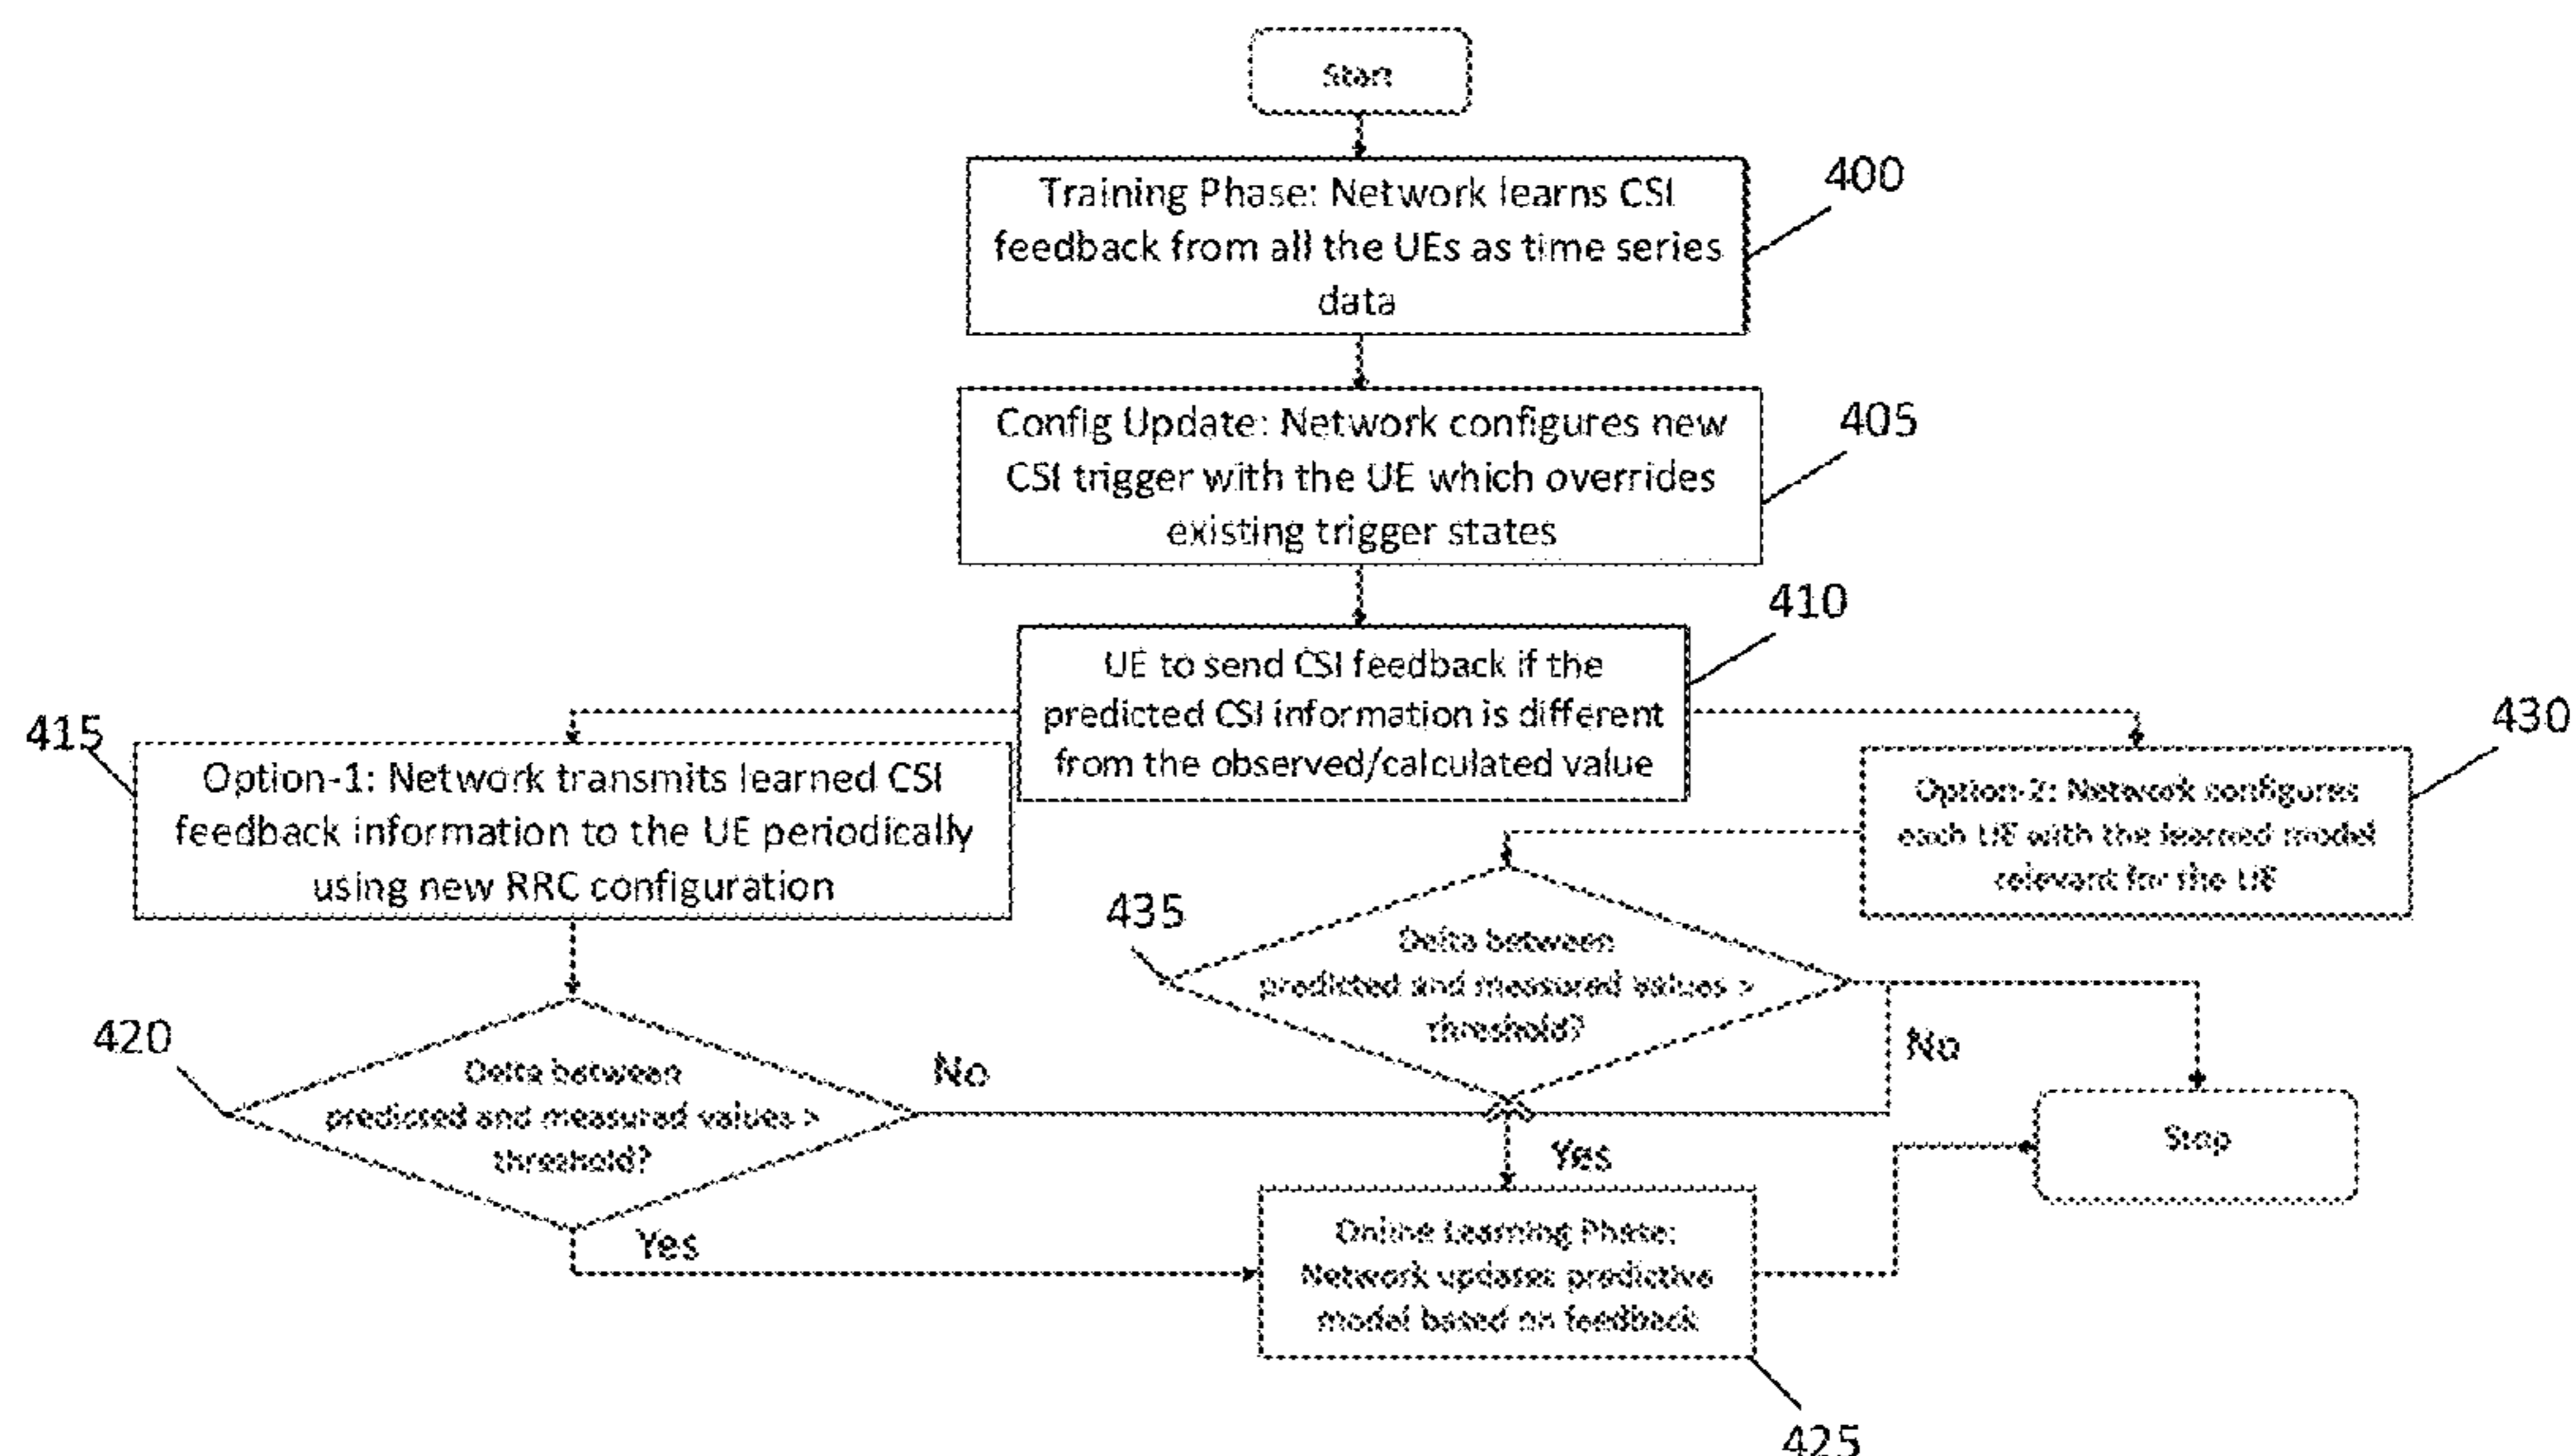 Start
Training Phase: Network learns CSI
feedback from all the UEs as time series
data
400
Config Update: Network configures new
CSI trigger with the UE which overrides
existing trigger states
405
410
UE to send CSI feedback if the
predicted CSI information is different
from the observed/calculated value
415
Option-1: Network transmits learned CSI
feedback information to the UE periodically
using new RRC configuration
430
Option-2: Network configures
each UE with the learned model
relevant for the UE
435
Delta between
predicted and measured values >
threshold?
No
420
Delta between
predicted and measured values >
threshold?
No
Yes
Yes
Stop
Online Learning Phase:
Network updates predictive
model based on feedback
425